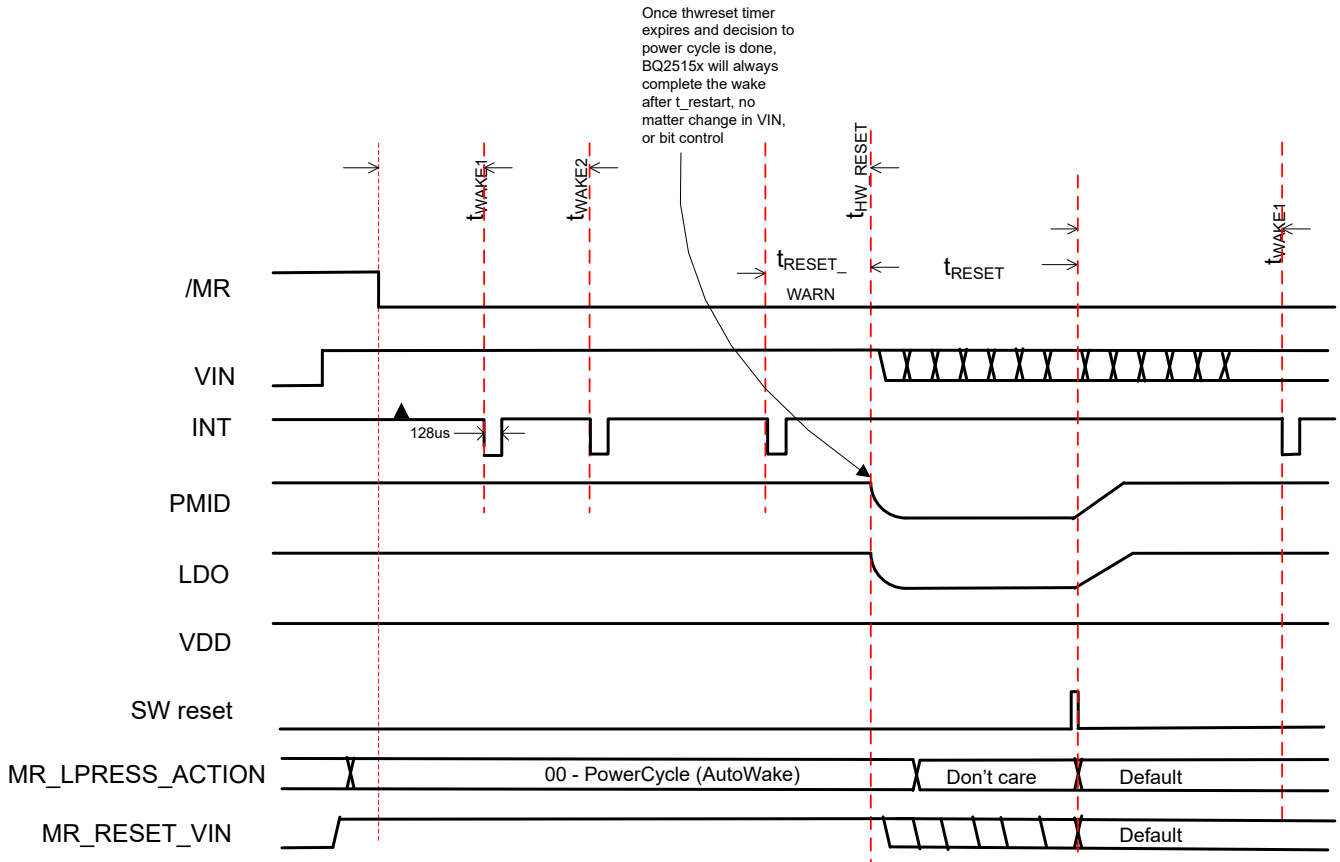 Once thwreset timer
expires and decision to
power cycle is done,
BQ2515x will always
complete the wake
after t_restart, no
matter change in VIN,
or bit control
tWAKE1
tWAKE2
tHW_RESET
tWAKE1
tRESET_
WARN
tRESET
/MR
VIN
INT
128us
PMID
LDO
VDD
SW reset
MR_LPRESS_ACTION
00 - PowerCycle (AutoWake)
Don't care
Default
MR_RESET_VIN
Default